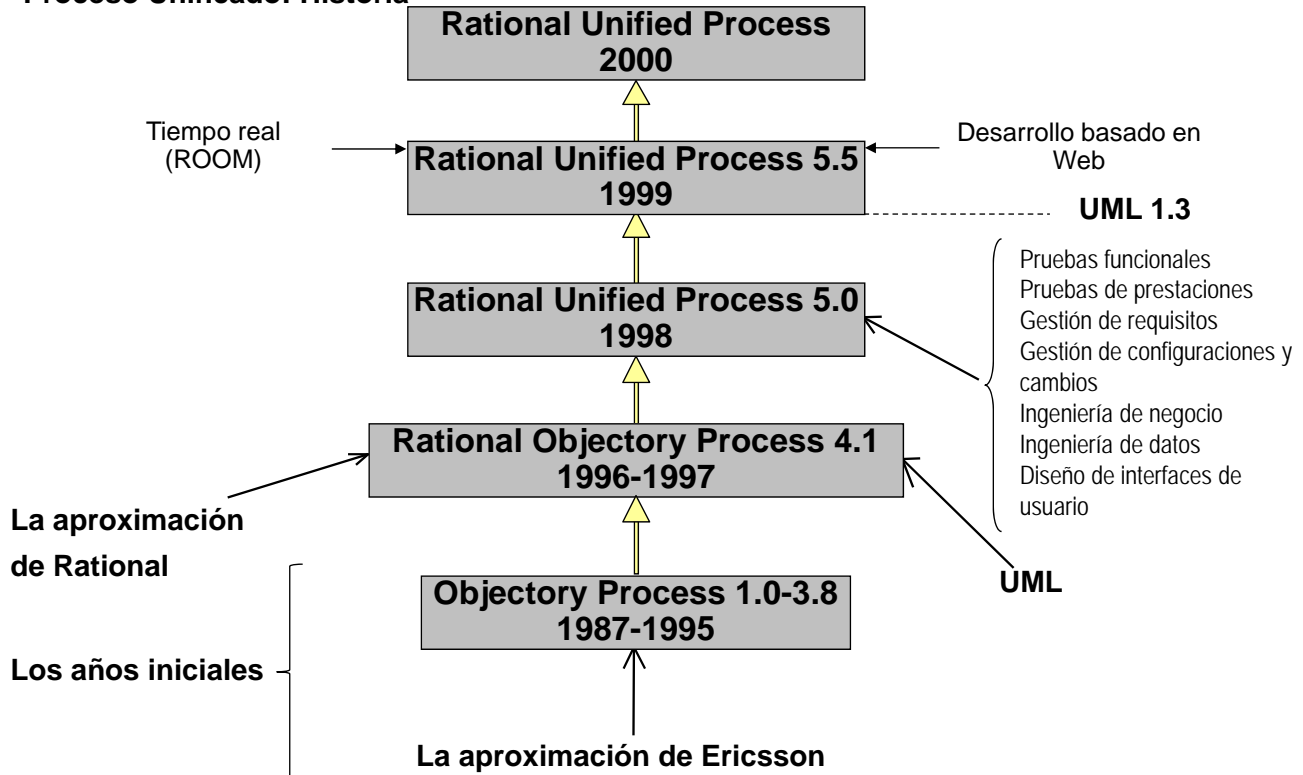 Proceso Unificado. Historia
Rational Unified Process
2000
Tiempo real
(ROOM)
Rational Unified Process 5.5
1999
Desarrollo basado en
Web
UML 1.3
Rational Unified Process 5.0
1998
Pruebas funcionales
Pruebas de prestaciones
Gestión de requisitos
Gestión de configuraciones y
cambios
Ingeniería de negocio
Ingeniería de datos
Diseño de interfaces de
usuario
Rational Objectory Process 4.1
1996-1997
La aproximación
de Rational
UML
Objectory Process 1.0-3.8
1987-1995
Los años iniciales
La aproximación de Ericsson